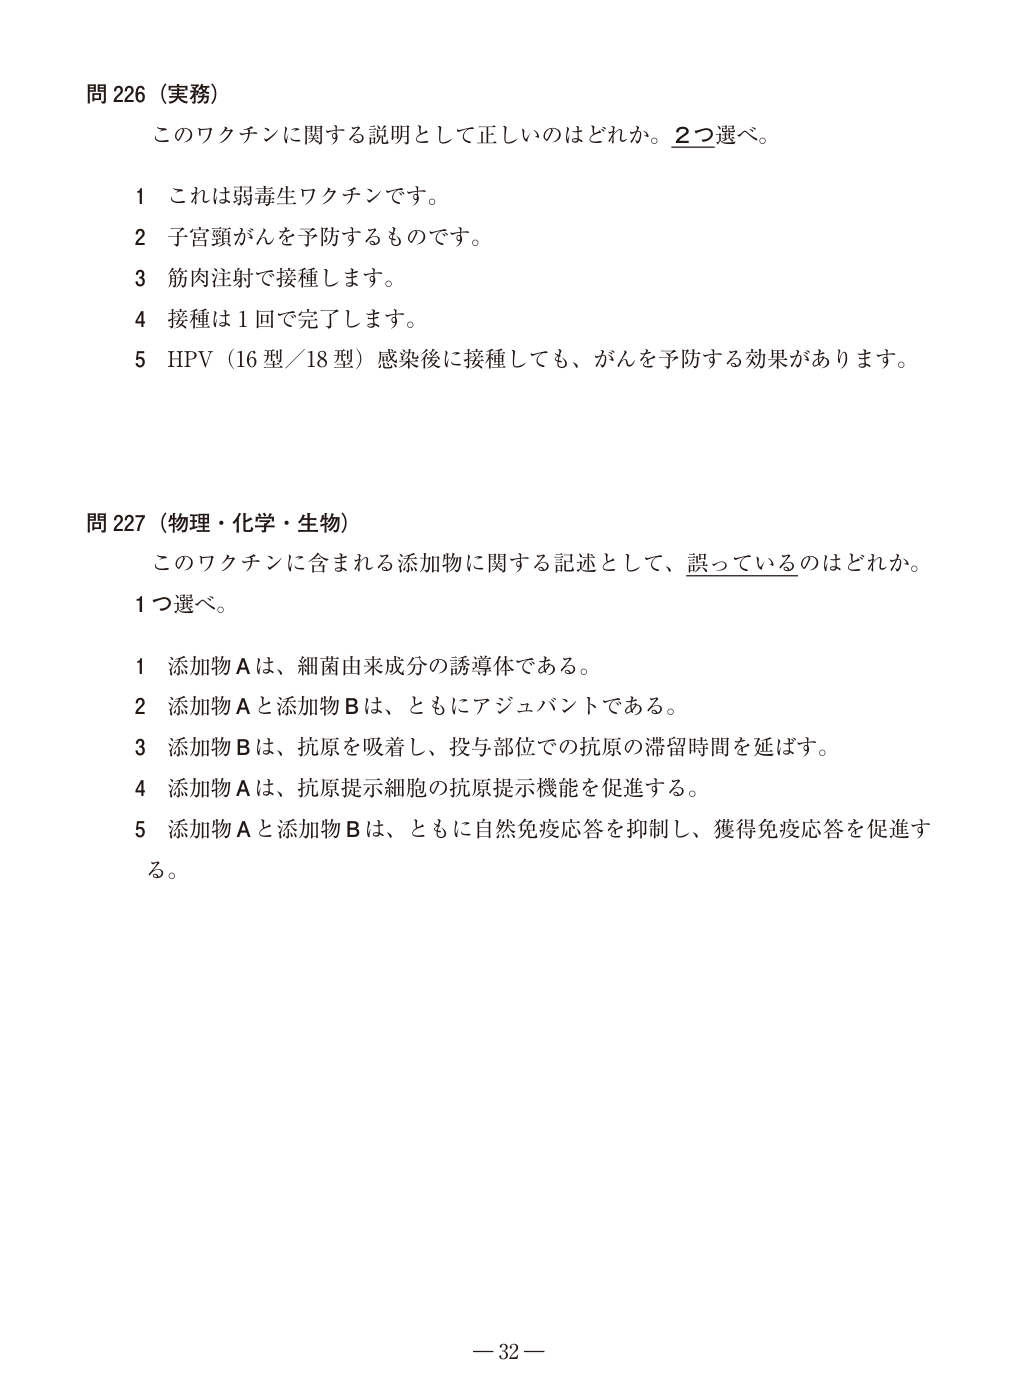 問 226（実務）
このワクチンに関する説明として正しいのはどれか。２つ選べ。
1　これは弱毒生ワクチンです。
2　子宮頸がんを予防するものです。
3　筋肉注射で接種します。
4　接種は 1 回で完了します。
5　HPV（16 型／18 型）感染後に接種しても、がんを予防する効果があります。
問 227（物理・化学・生物）
このワクチンに含まれる添加物に関する記述として、誤っているのはどれか。
1 つ選べ。
1　添加物 A は、細菌由来成分の誘導体である。
2　添加物 A と添加物 B は、ともにアジュバントである。
3　添加物 B は、抗原を吸着し、投与部位での抗原の滞留時間を延ばす。
4　添加物 A は、抗原提示細胞の抗原提示機能を促進する。
5　添加物 A と添加物 B は、ともに自然免疫応答を抑制し、獲得免疫応答を促進す
る。
― 32 ―